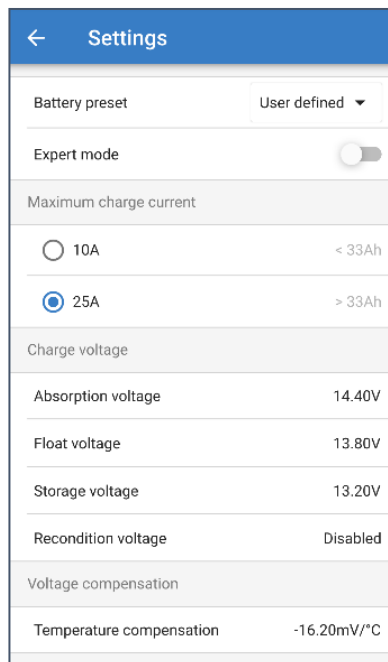 Settings
Battery preset User defined
Expert mode
Maximum charge current
10A < 33Ah
25A > 33Ah
Charge voltage
Absorption voltage 14.40V
Float voltage 13.80V
Storage voltage 13.20V
Recondition voltage Disabled
Voltage compensation
Temperature compensation -16.20mV/°C